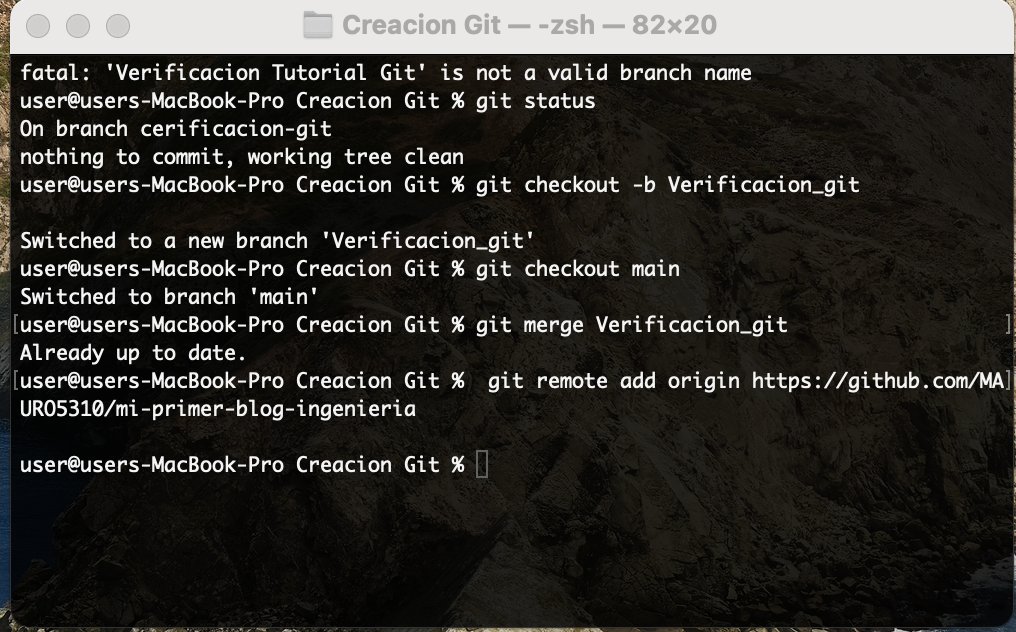 Creacion Git — -zsh — 82×20
fatal: 'Verificacion Tutorial Git' is not a valid branch name
user@users-MacBook-Pro Creacion Git % git status
On branch cerificacion-git
nothing to commit, working tree clean
user@users-MacBook-Pro Creacion Git % git checkout -b Verificacion_git
Switched to a new branch 'Verificacion_git'
user@users-MacBook-Pro Creacion Git % git checkout main
Switched to branch 'main'
[user@users-MacBook-Pro Creacion Git % git merge Verificacion_git ]
Already up to date.
[user@users-MacBook-Pro Creacion Git %  git remote add origin https://github.com/MA]
URO5310/mi-primer-blog-ingenieria
user@users-MacBook-Pro Creacion Git %